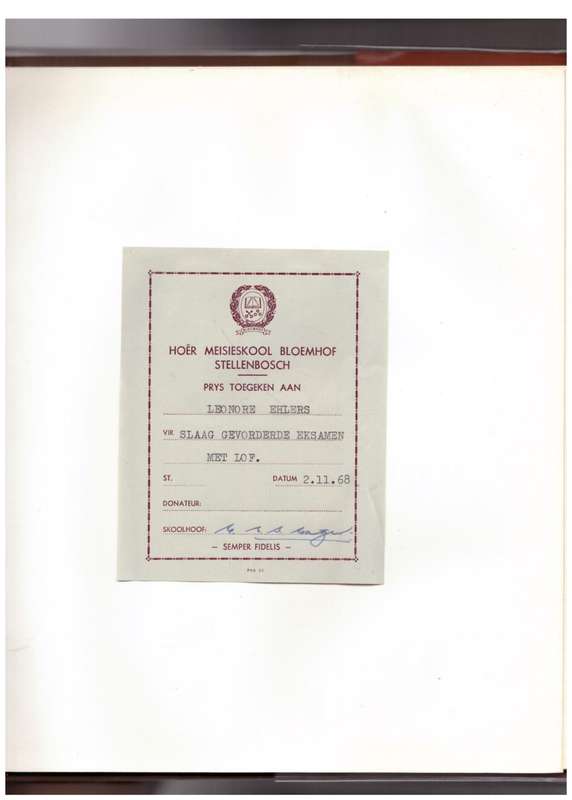 HOËR MEISIESKOOL BLOEMHOF
STELLENBOSCH
PRYS TOEGEKEN AAN
LEONORE EHLERS
VIR SLAAG GEVORDERDE EKSAMEN
MET LOF.
ST. DATUM 2.11.68
DONATEUR:
SKOOLHOOF:
— SEMPER FIDELIS —